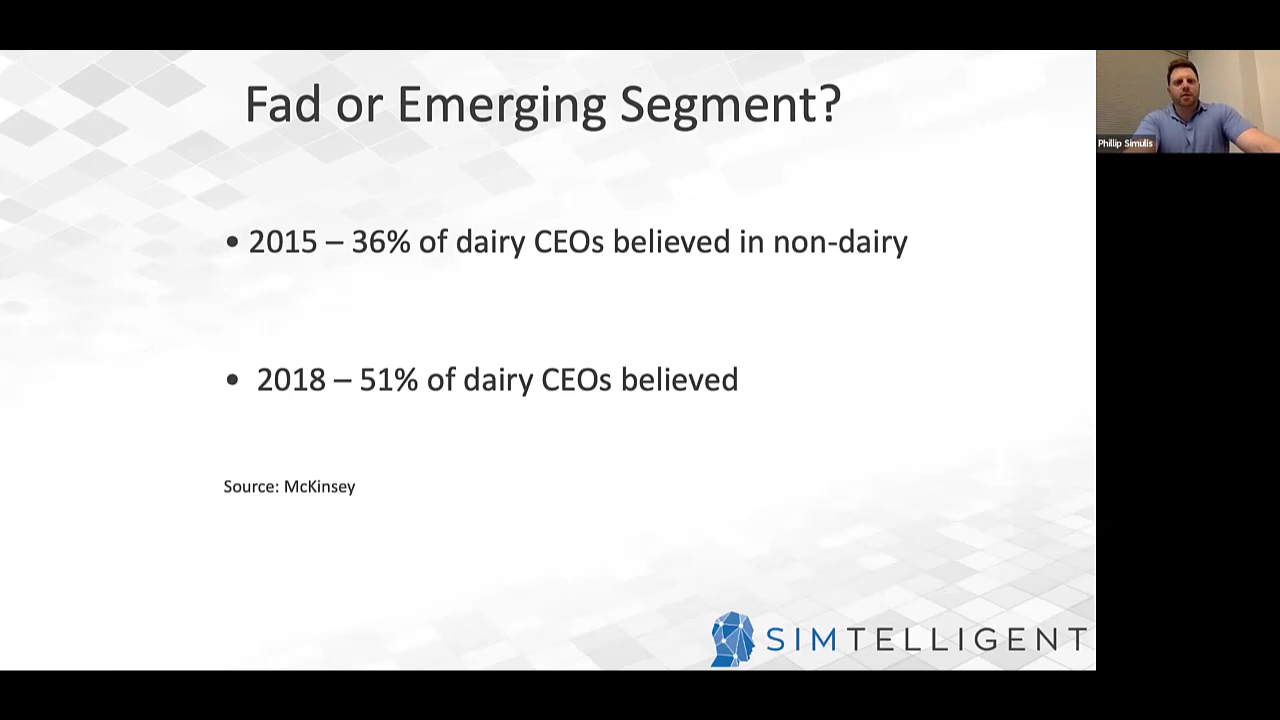 Fad or Emerging Segment?
• 2015 – 36% of dairy CEOs believed in non-dairy
• 2018 – 51% of dairy CEOs believed
Source: McKinsey
SIMTELLIGENT
Phillip Simulis